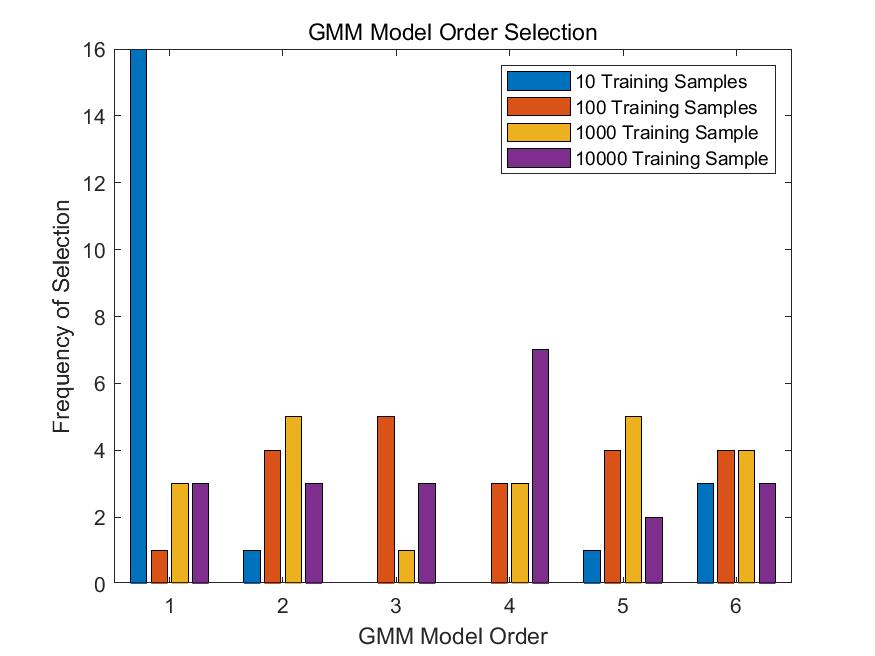 GMM Model Order Selection
16
14
12
10
8
6
4
2
0
Frequency of Selection
10 Training Samples
100 Training Samples
1000 Training Sample
10000 Training Sample
1 2 3 4 5 6
GMM Model Order